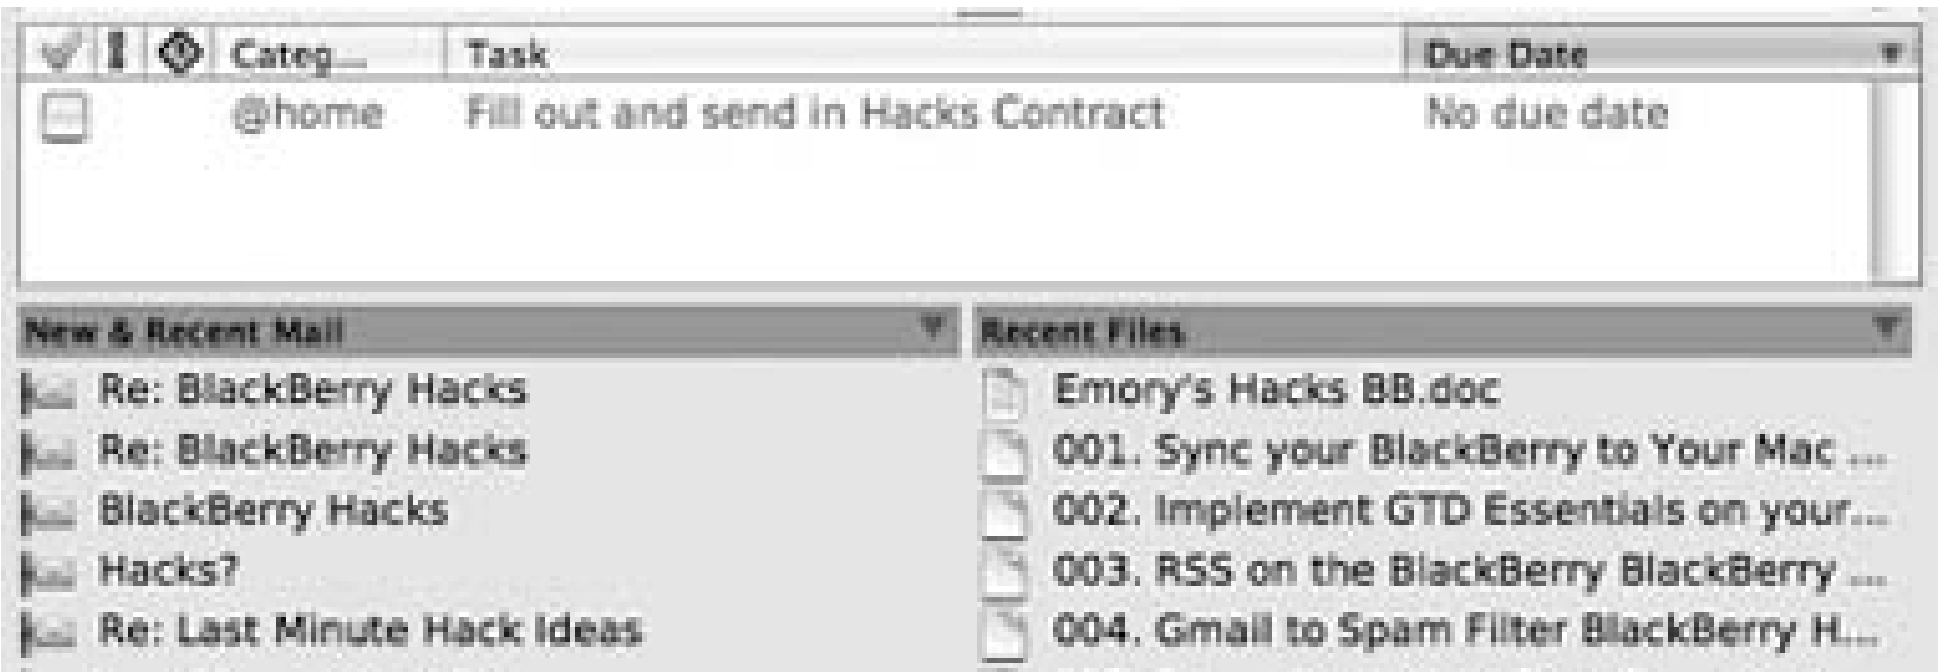 Categ... Task Due Date
@home Fill out and send in Hacks Contract No due date
New & Recent Mail
Re: BlackBerry Hacks
Re: BlackBerry Hacks
BlackBerry Hacks
Hacks?
Re: Last Minute Hack Ideas
Recent Files
Emory's Hacks BB.doc
001. Sync your BlackBerry to Your Mac ...
002. Implement GTD Essentials on your...
003. RSS on the BlackBerry BlackBerry ...
004. Gmail to Spam Filter BlackBerry H...